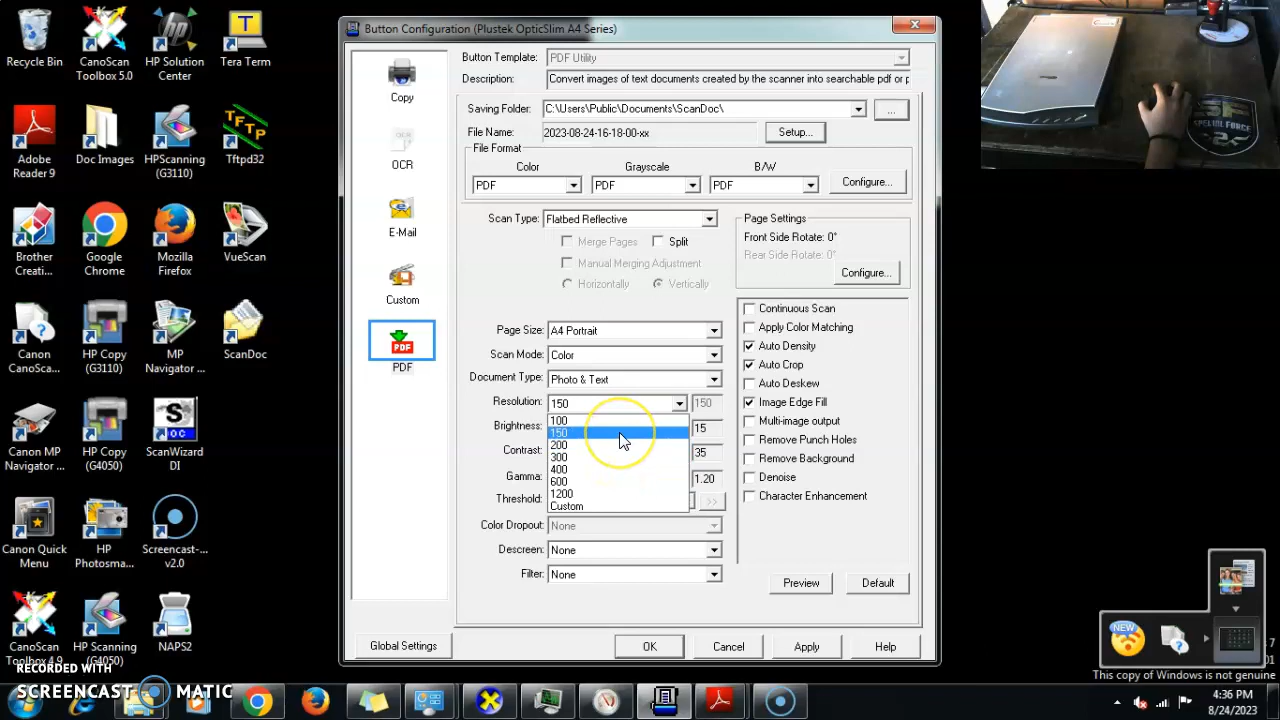 Button Configuration (Plustek OpticSlim A4 Series)
Recycle Bin
CanoScan Toolbox 5.0
HP Solution Center
Tera Term
Adobe Reader 9
Doc Images
HPScanning (G3110)
Tftpd32
Brother Creati...
Google Chrome
Mozilla Firefox
VueScan
Canon CanoSca...
HP Copy (G3110)
MP Navigator ...
ScanDoc
Canon MP Navigator ...
HP Copy (G4050)
ScanWizard DI
Canon Quick Menu
HP Photosma...
Screencast-... v2.0
CanoScan Toolbox 4.9
HP Scanning (G4050)
NAPS2
Copy
OCR
E-Mail
Custom
PDF
Button Template: PDF Utility
Description: Convert images of text documents created by the scanner into searchable pdf or p
Saving Folder: C:\Users\Public\Documents\ScanDoc\ ...
File Name: 2023-08-24-16-18-00-xx Setup...
File Format
Color Grayscale B/W
PDF PDF PDF Configure...
Scan Type: Flatbed Reflective
Merge Pages Split
Manual Merging Adjustment
Horizontally Vertically
Page Settings
Front Side Rotate: 0°
Rear Side Rotate: 0°
Configure...
Page Size: A4 Portrait
Scan Mode: Color
Document Type: Photo & Text
Resolution: 150 150
100
150
200
300
400
600
1200
Custom
Brightness: 15
Contrast: 35
Gamma: 1.20
Threshold: >>
Color Dropout: None
Descreen: None
Filter: None
Continuous Scan
Apply Color Matching
Auto Density
Auto Crop
Auto Deskew
Image Edge Fill
Multi-image output
Remove Punch Holes
Remove Background
Denoise
Character Enhancement
Preview Default
Global Settings OK Cancel Apply Help
SPECIAL FORCE
2
NEW
7
01
This copy of Windows is not genuine
RECORDED WITH
SCREENCAST MATIC
4:36 PM
8/24/2023